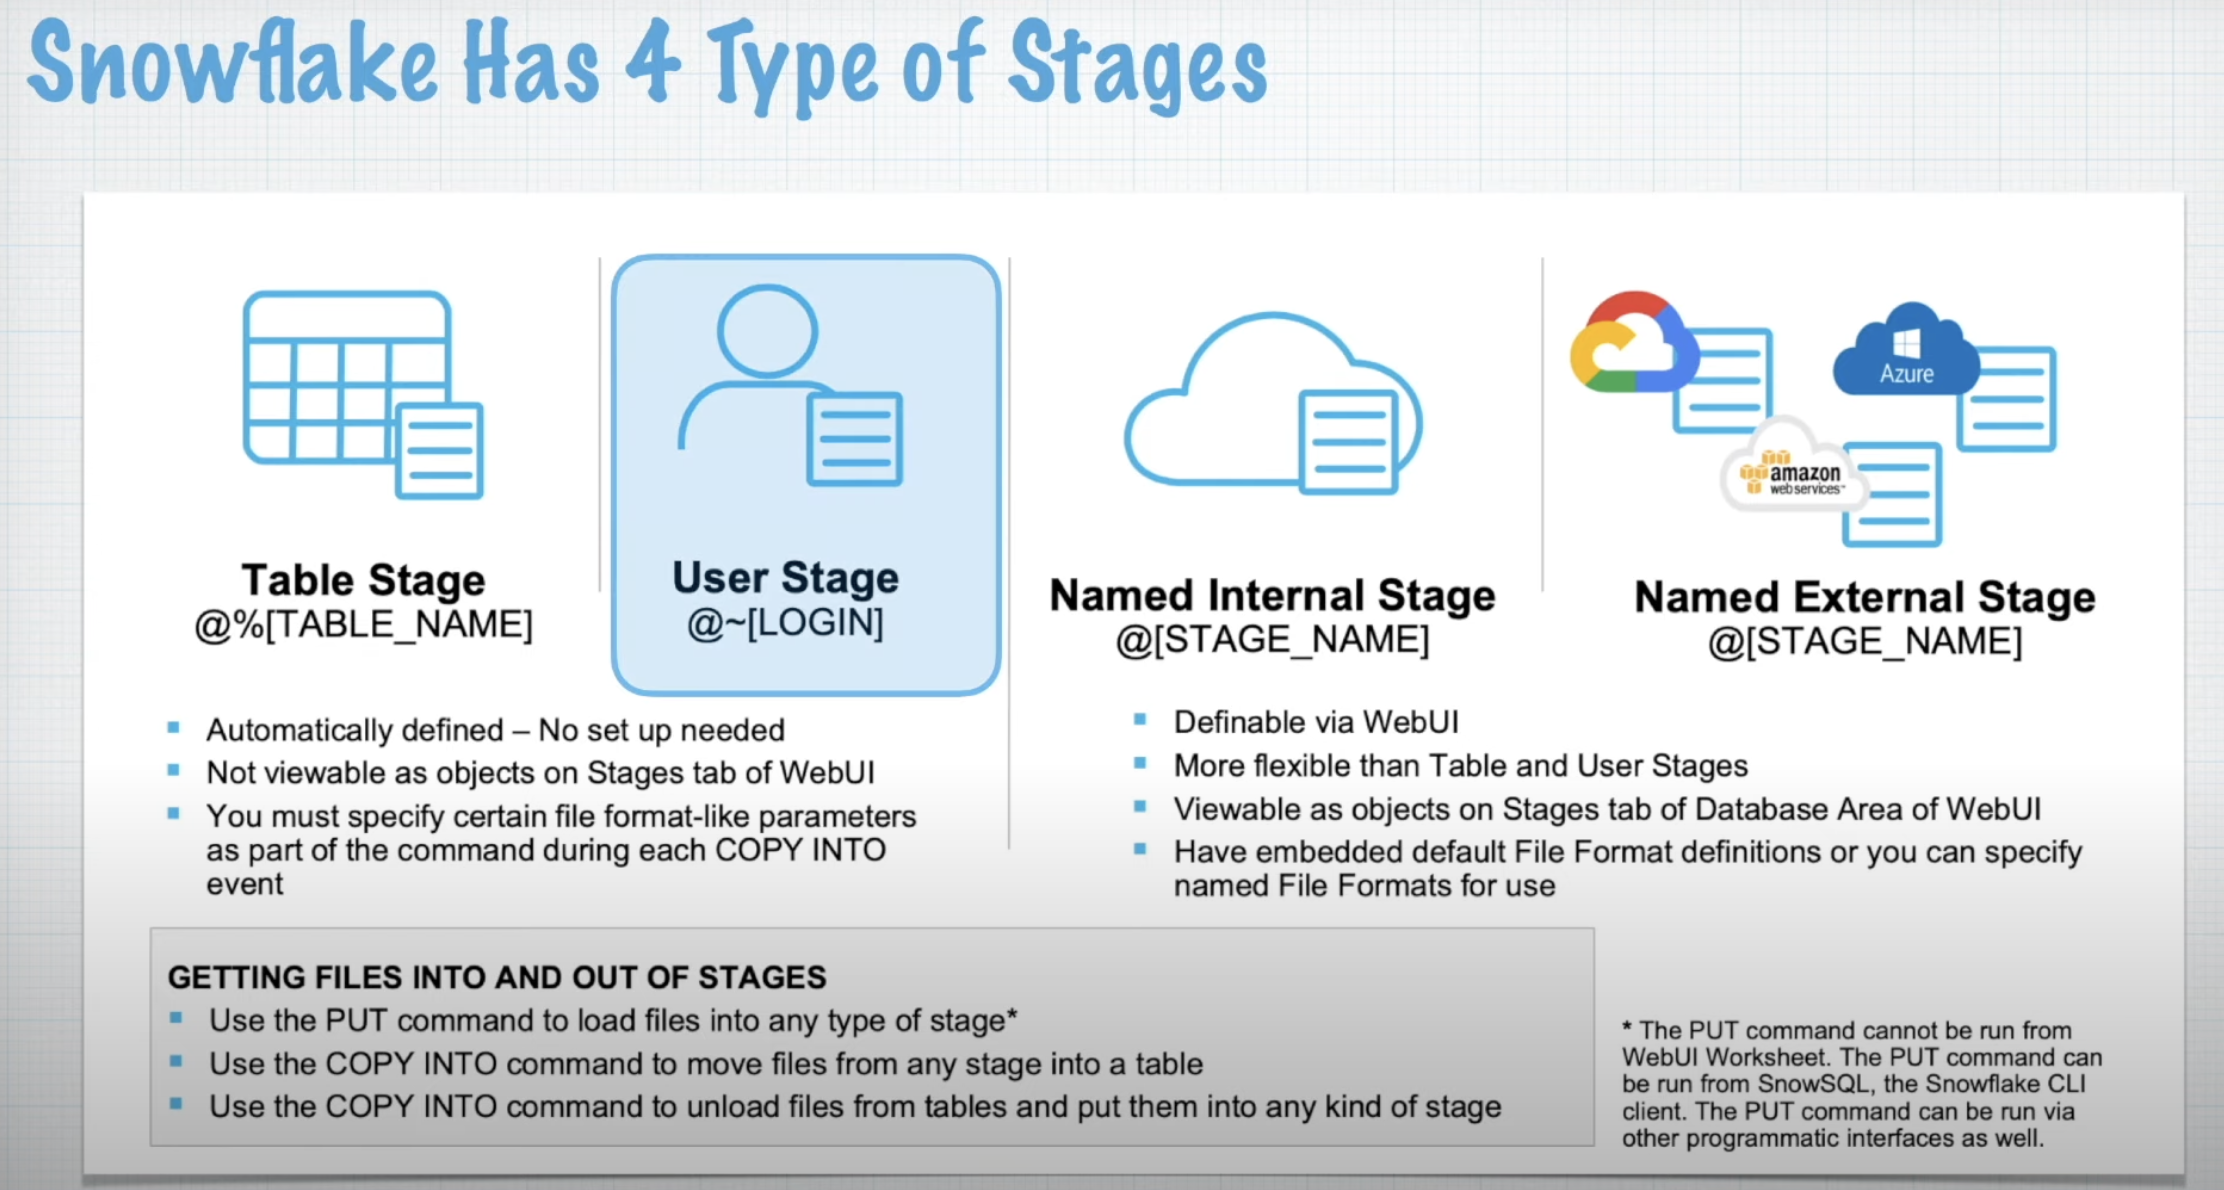 Snowflake Has 4 Type of Stages
Azure
amazon
webservices™
Table Stage
@%[TABLE_NAME]
User Stage
@~[LOGIN]
Named Internal Stage
@[STAGE_NAME]
Named External Stage
@[STAGE_NAME]
Automatically defined – No set up needed
Not viewable as objects on Stages tab of WebUI
You must specify certain file format-like parameters
as part of the command during each COPY INTO
event
Definable via WebUI
More flexible than Table and User Stages
Viewable as objects on Stages tab of Database Area of WebUI
Have embedded default File Format definitions or you can specify
named File Formats for use
GETTING FILES INTO AND OUT OF STAGES
Use the PUT command to load files into any type of stage*
Use the COPY INTO command to move files from any stage into a table
Use the COPY INTO command to unload files from tables and put them into any kind of stage
* The PUT command cannot be run from
WebUI Worksheet. The PUT command can
be run from SnowSQL, the Snowflake CLI
client. The PUT command can be run via
other programmatic interfaces as well.